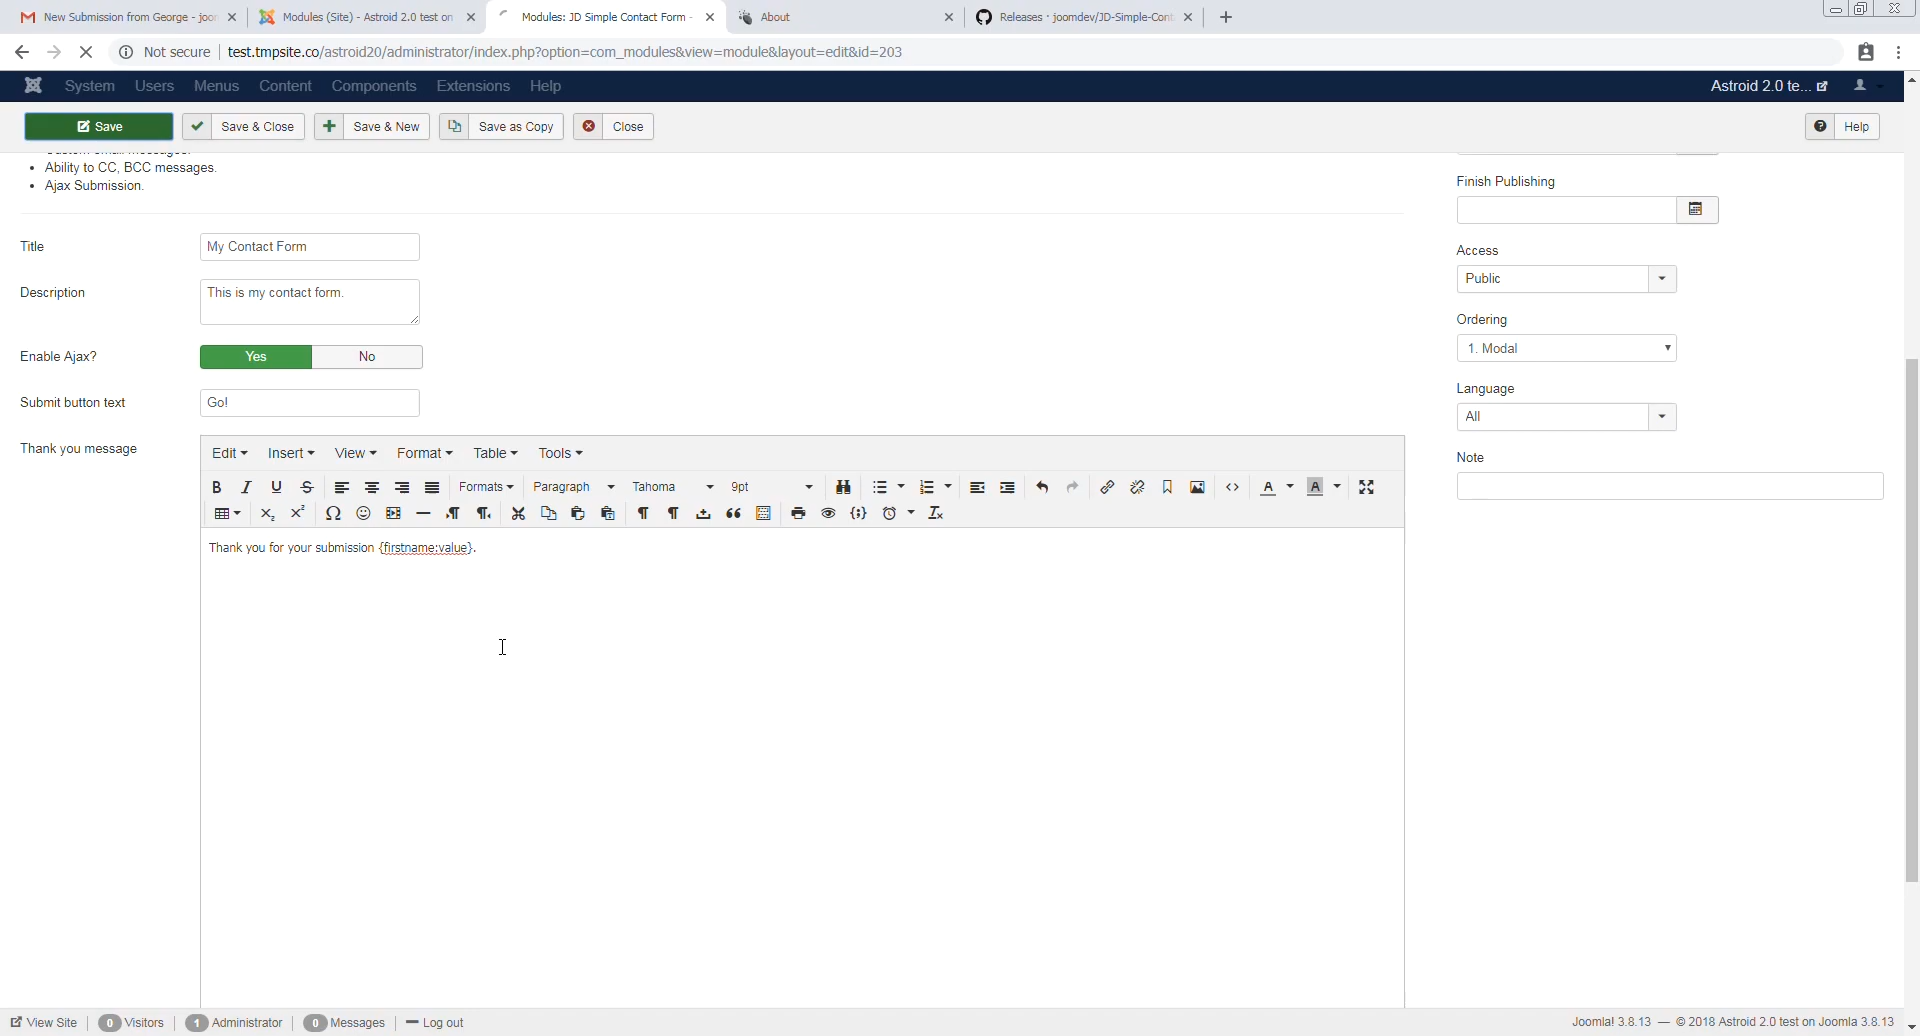 New Submission from George - joon
Modules (Site) - Astroid 2.0 test on
Modules: JD Simple Contact Form -
About
Releases · joomdev/JD-Simple-Cont
Not secure
test.tmpsite.co/astroid20/administrator/index.php?option=com_modules&view=module&layout=edit&id=203
System Users Menus Content Components Extensions Help
Astroid 2.0 te...
Save
Save & Close
Save & New
Save as Copy
Close
Help
Custom email messages.
• Ability to CC, BCC messages.
• Ajax Submission.
Title
My Contact Form
Description
This is my contact form.
Enable Ajax?
Yes
No
Submit button text
Go!
Thank you message
Edit Insert View Format Table Tools
Formats Paragraph Tahoma 9pt
Thank you for your submission {firstname:value}.
Finish Publishing
Access
Public
Ordering
1. Modal
Language
All
Note
View Site
0 Visitors
1 Administrator
0 Messages
Log out
Joomla! 3.8.13 — © 2018 Astroid 2.0 test on Joomla 3.8.13